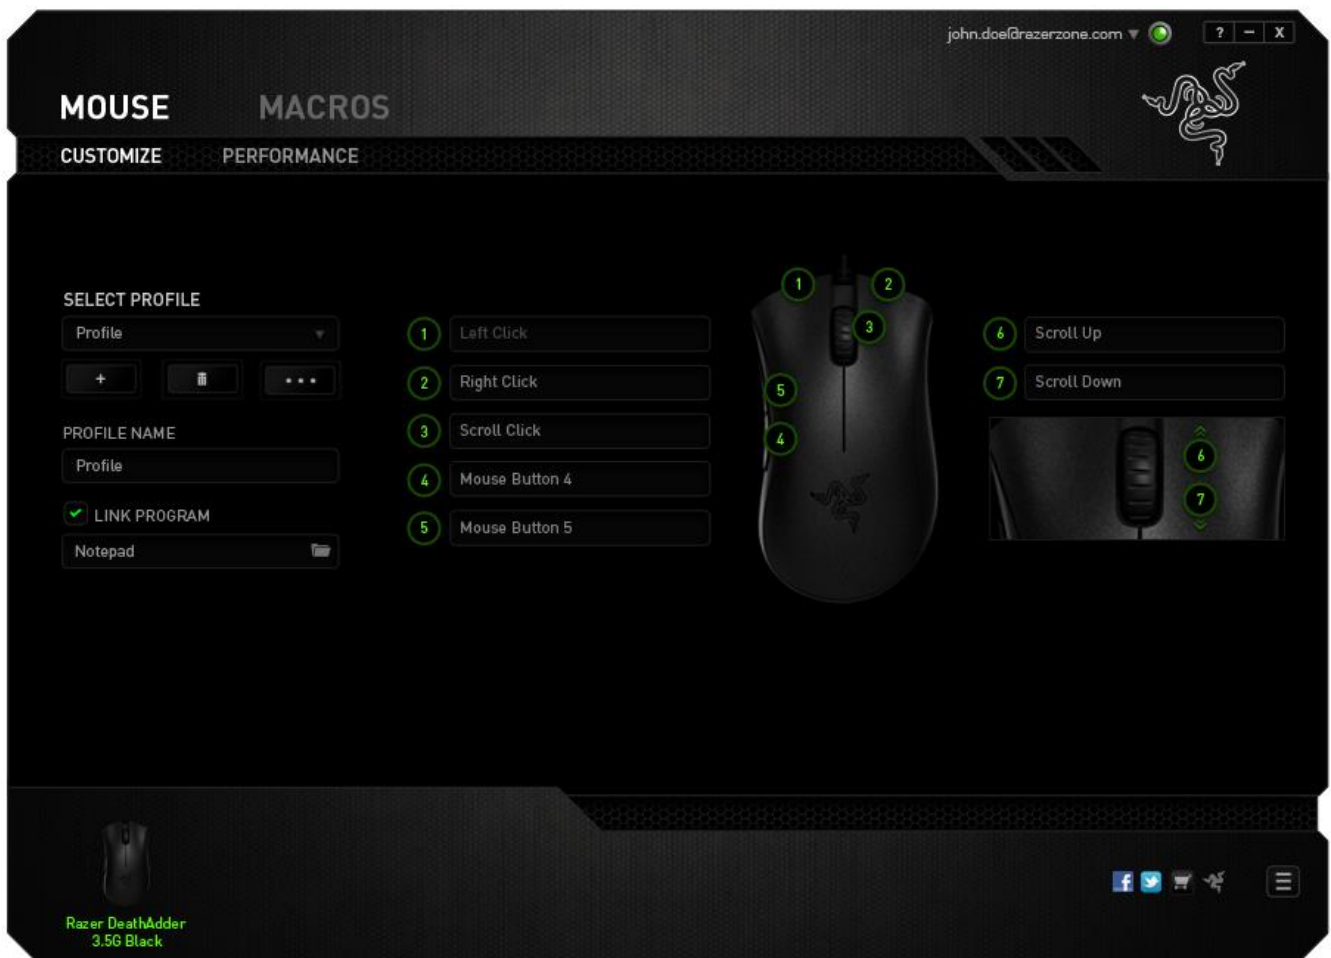 john.doe@razerzone.com
? - X
MOUSE MACROS
CUSTOMIZE PERFORMANCE
SELECT PROFILE
Profile
+ •••
PROFILE NAME
Profile
LINK PROGRAM
Notepad
1 Left Click
2 Right Click
3 Scroll Click
4 Mouse Button 4
5 Mouse Button 5
1 2
3
5
4
6 Scroll Up
7 Scroll Down
6
7
Razer DeathAdder
3.5G Black
f